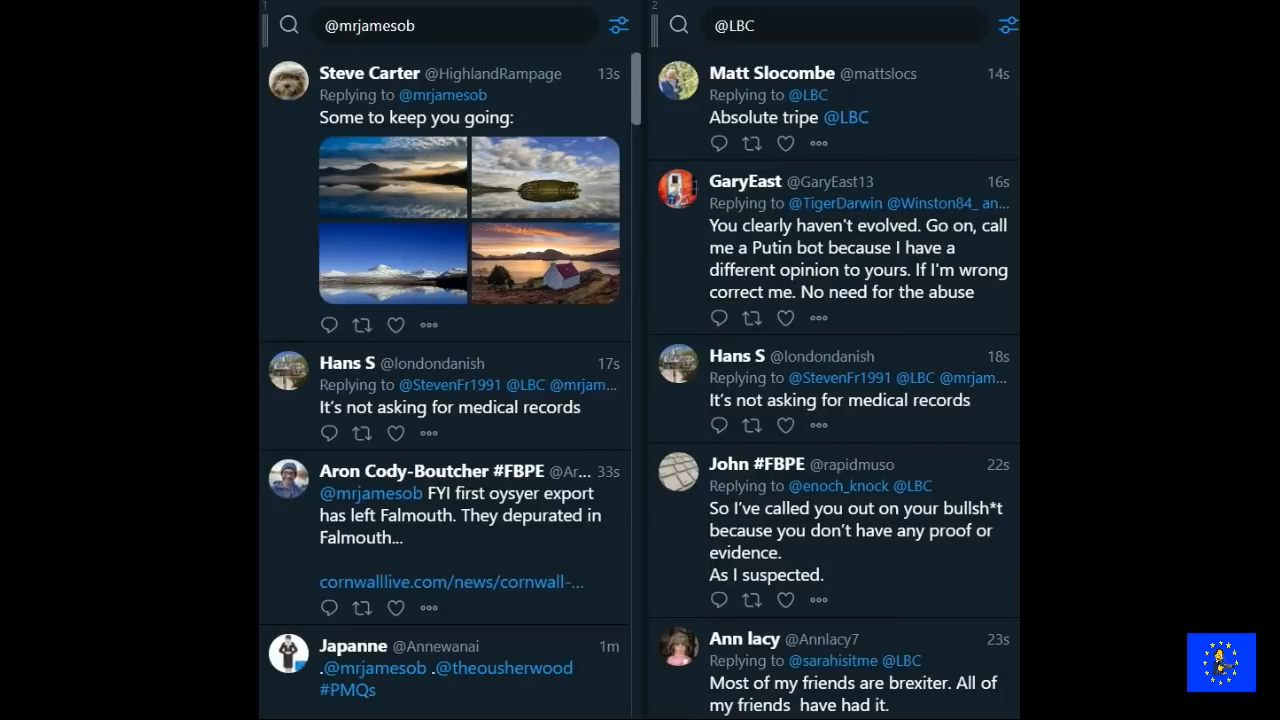 1
@mrjamesob
Steve Carter @HighlandRampage 13s
Replying to @mrjamesob
Some to keep you going:
Hans S @londondanish 17s
Replying to @StevenFr1991 @LBC @mrjam...
It's not asking for medical records
Aron Cody-Boutcher #FBPE @Ar... 33s
@mrjamesob FYI first oysyer export
has left Falmouth. They depurated in
Falmouth...
cornwalllive.com/news/cornwall-...
Japanne @Annewanai 1m
.@mrjamesob .@theousherwood
#PMQs
2
@LBC
Matt Slocombe @mattslocs 14s
Replying to @LBC
Absolute tripe @LBC
GaryEast @GaryEast13 16s
Replying to @TigerDarwin @Winston84_ an...
You clearly haven't evolved. Go on, call
me a Putin bot because I have a
different opinion to yours. If I'm wrong
correct me. No need for the abuse
Hans S @londondanish 18s
Replying to @StevenFr1991 @LBC @mrjam...
It's not asking for medical records
John #FBPE @rapidmuso 22s
Replying to @enoch_knock @LBC
So I've called you out on your bullsh*t
because you don't have any proof or
evidence.
As I suspected.
Ann lacy @Annlacy7 23s
Replying to @sarahisitme @LBC
Most of my friends are brexiter. All of
my friends have had it.